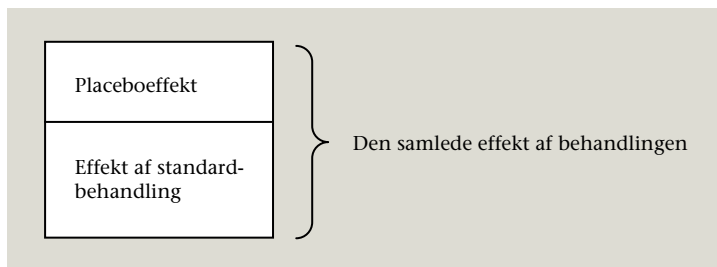 Placeboeffekt
Effekt af standard-
behandling
Den samlede effekt af behandlingen